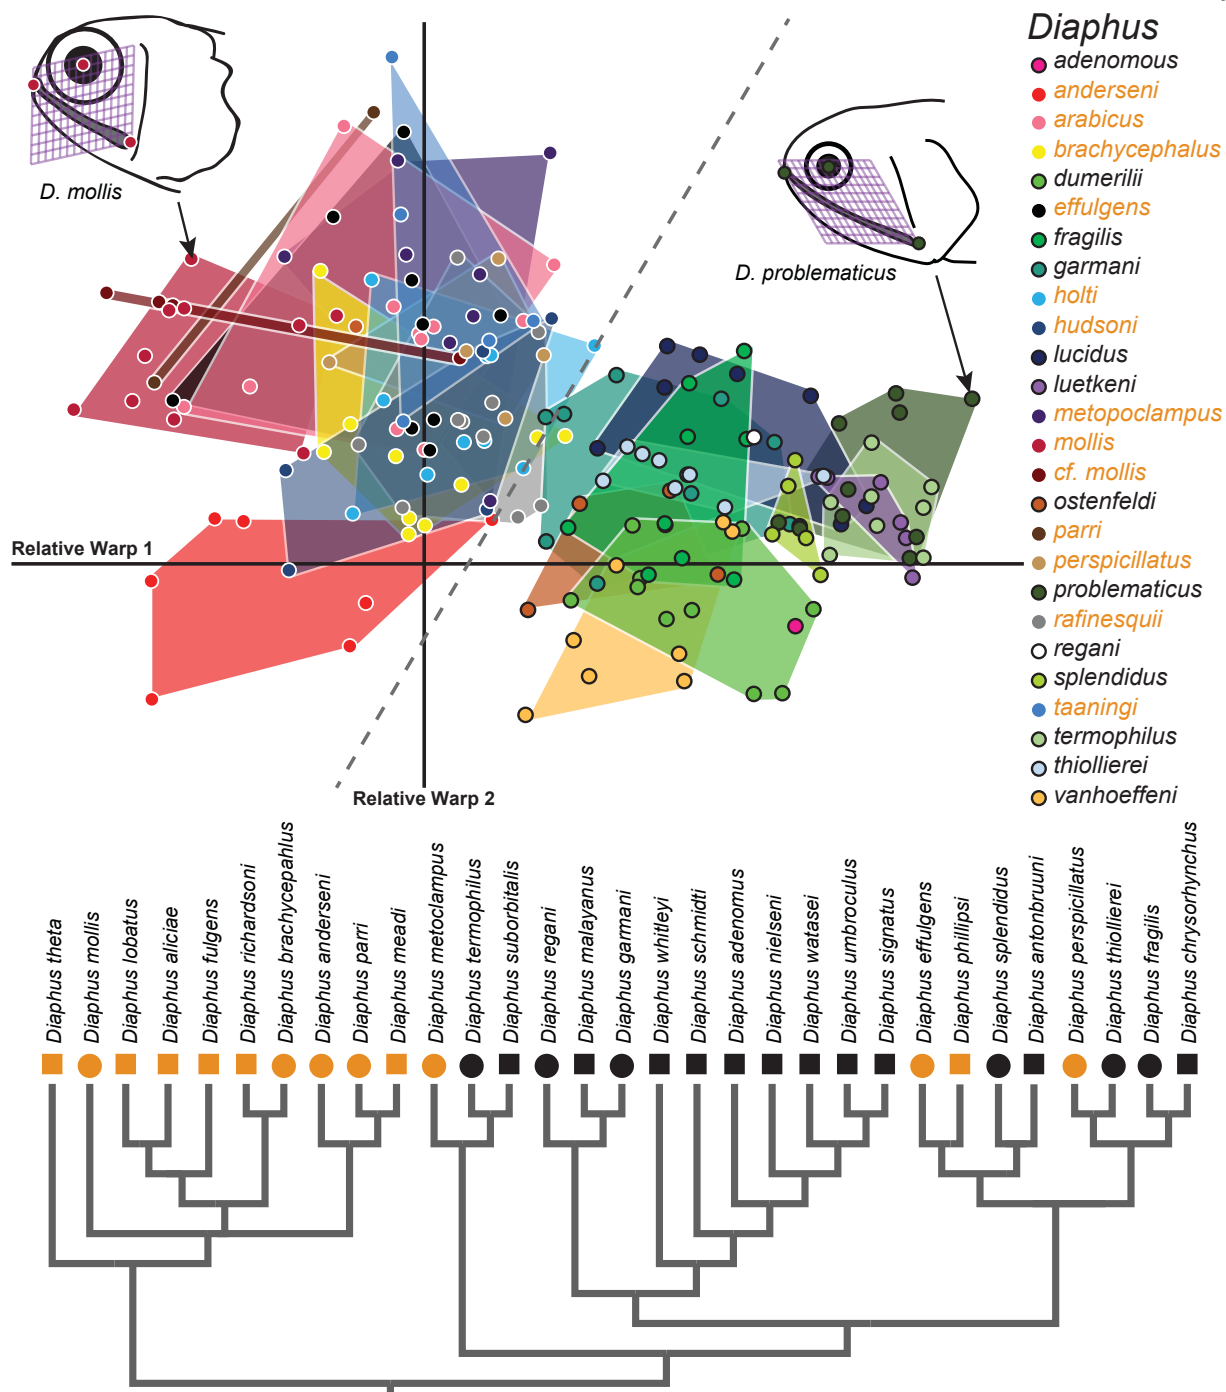 Diaphus
adenomous
anderseni
arabicus
brachycephalus
dumerilii
effulgens
fragilis
garmani
holti
hudsoni
lucidus
luetkeni
metopoclampus
mollis
cf. mollis
ostenfeldi
parri
perspicillatus
problematicus
rafinesquii
regani
splendidus
taaningi
termophilus
thiollierei
vanhoeffeni
D. mollis
D. problematicus
Relative Warp 1
Relative Warp 2
Diaphus theta
Diaphus mollis
Diaphus lobatus
Diaphus aliciae
Diaphus fulgens
Diaphus richardsoni
Diaphus brachycepahlus
Diaphus anderseni
Diaphus parri
Diaphus meadi
Diaphus metoclampus
Diaphus termophilus
Diaphus suborbitalis
Diaphus regani
Diaphus malayanus
Diaphus garmani
Diaphus whitleyi
Diaphus schmidti
Diaphus adenomus
Diaphus nielseni
Diaphus watasei
Diaphus umbroculus
Diaphus signatus
Diaphus effulgens
Diaphus phillipsi
Diaphus splendidus
Diaphus antonbruuni
Diaphus perspicillatus
Diaphus thiollierei
Diaphus fragilis
Diaphus chrysorhynchus